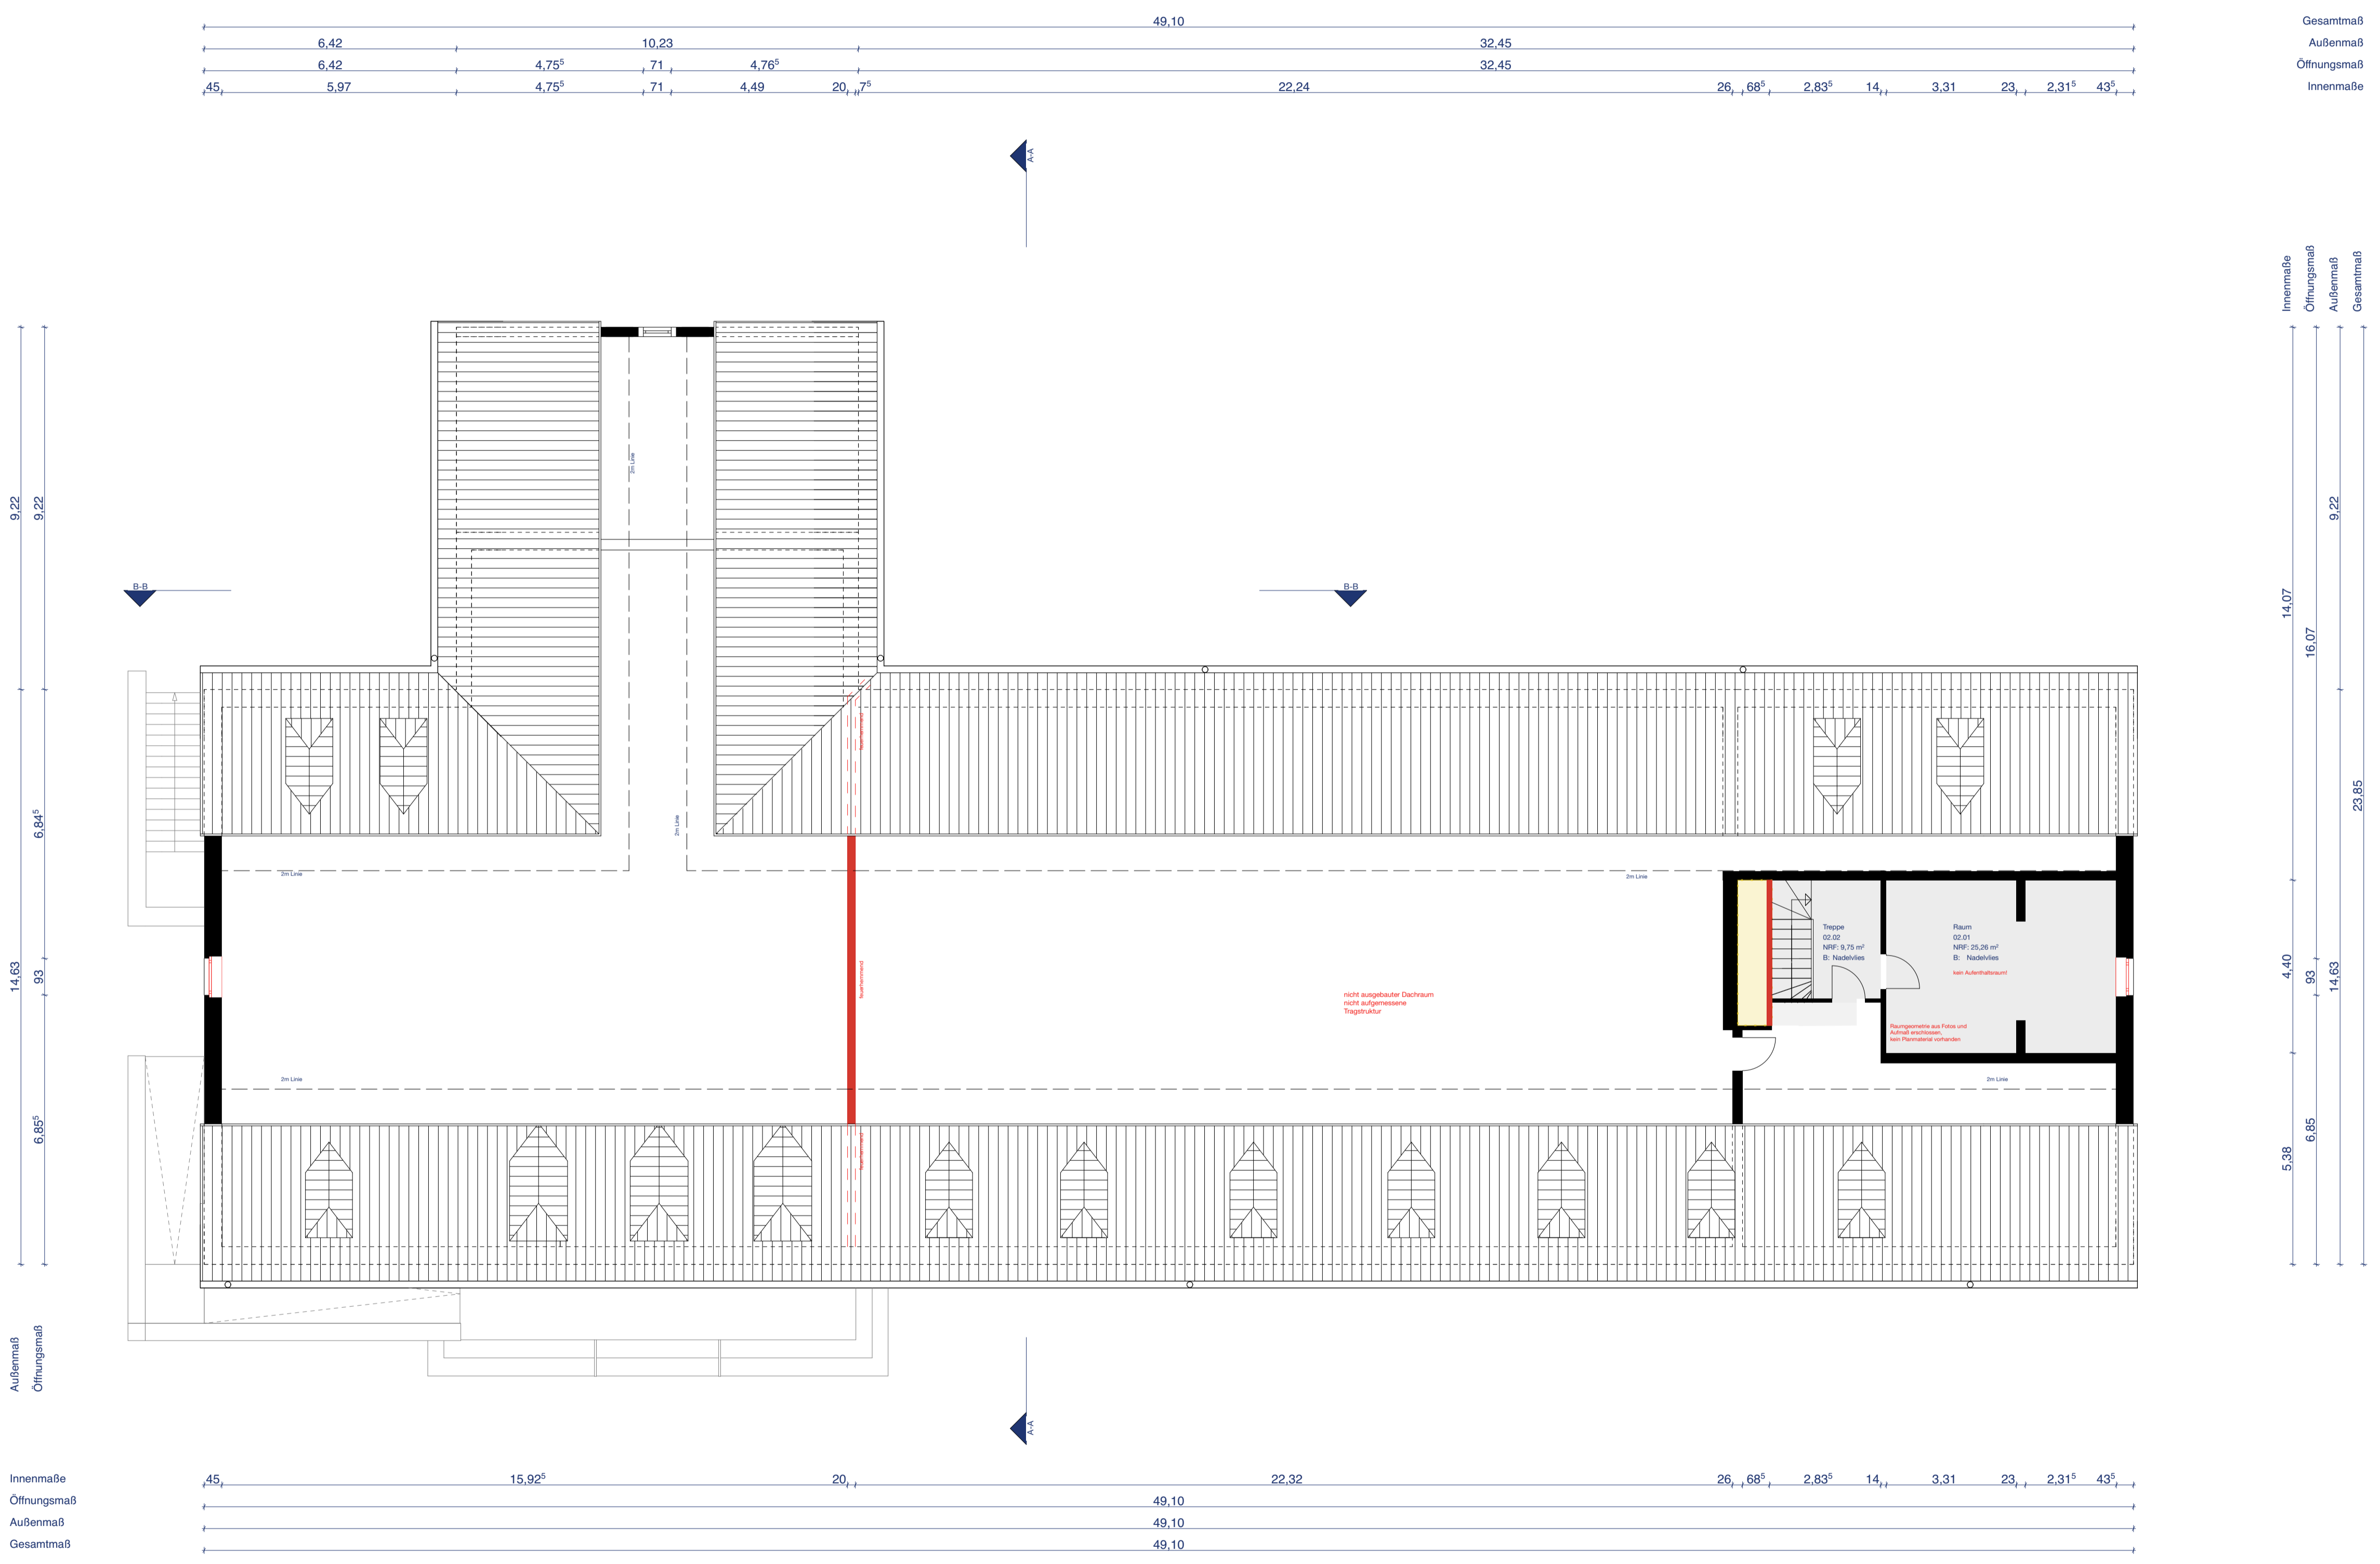 49,10
Gesamtmaß
6,42 10,23 32,45
Außenmaß
6,42 4,75⁵ 71 4,76⁵ 32,45
Öffnungsmaß
45 5,97 4,75⁵ 71 4,49 20 7⁵ 22,24 26 68⁵ 2,83⁵ 14 3,31 23 2,31⁵ 43⁵
Innenmaße
A-A
Innenmaße
Öffnungsmaß
Außenmaß
Gesamtmaß
2m Linie
9,22
9,22
9,22
B-B
B-B
14,07
16,07
feuerhemmend
23,85
6,84⁵
2m Linie
2m Linie
2m Linie
Treppe
02.02
NRF: 9,75 m²
B: Nadelvlies
Raum
02.01
NRF: 25,26 m²
B: Nadelvlies
kein Aufenthaltsraum!
14,63
93
feuerhemmend
4,40
93
14,63
nicht ausgebauter Dachraum
nicht aufgemessene
Tragstruktur
Raumgeometrie aus Fotos und
Aufmaß erschlossen,
kein Planmaterial vorhanden
2m Linie
2m Linie
6,85⁵
feuerhemmend
5,38
6,85
Außenmaß
Öffnungsmaß
A-A
Innenmaße
45 15,92⁵ 20 22,32 26 68⁵ 2,83⁵ 14 3,31 23 2,31⁵ 43⁵
Öffnungsmaß
49,10
Außenmaß
49,10
Gesamtmaß
49,10